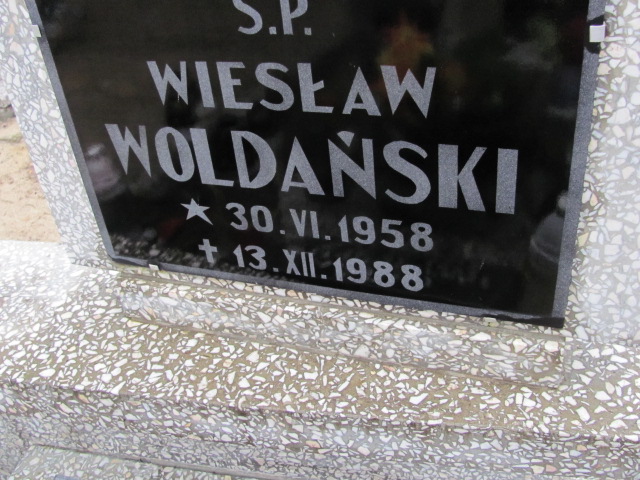 Ś.P.
WIESŁAW
WOLDAŃSKI
★ 30.VI.1958
✝ 13.XII.1988